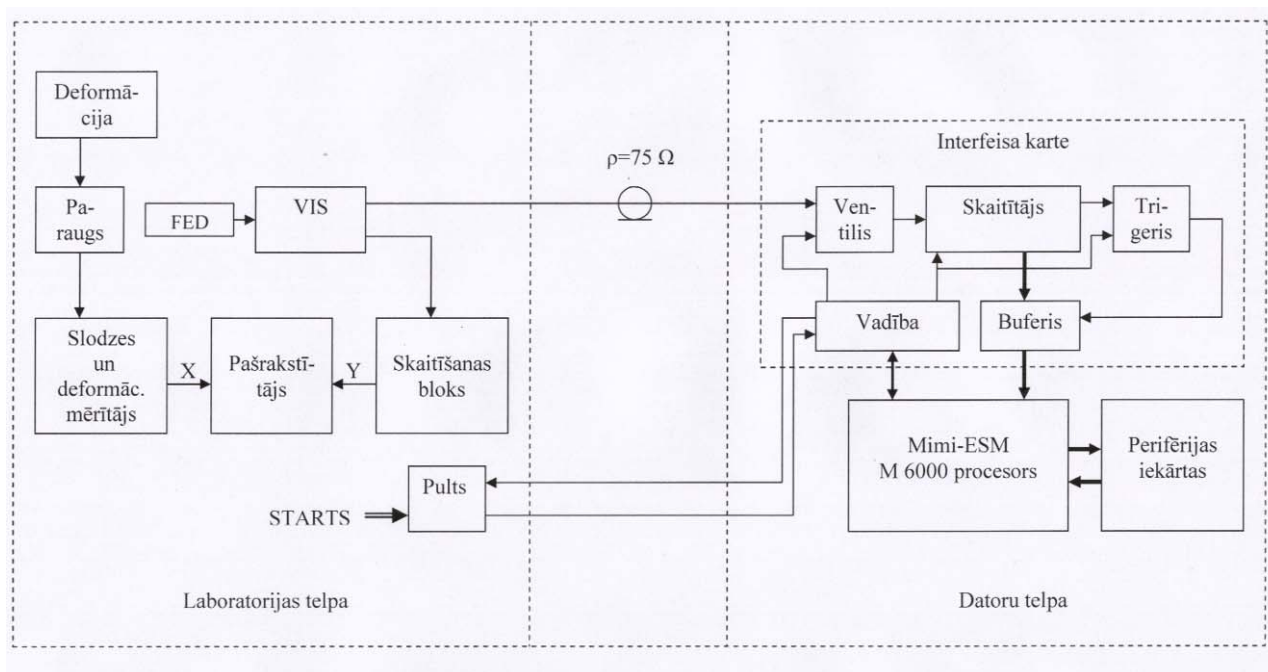 Deformā-
cija
Interfeisa karte
ρ=75 Ω
Pa-
raugs
FED
VIS
Ven-
tilis
Skaitītājs
Tri-
geris
Slodzes
un
deformāc.
mērītājs
X
Pašrakstī-
tājs
Y
Skaitīšanas
bloks
Vadība
Buferis
Mimi-ESM
M 6000 procesors
Perifērijas
iekārtas
Pults
STARTS
Laboratorijas telpa
Datoru telpa